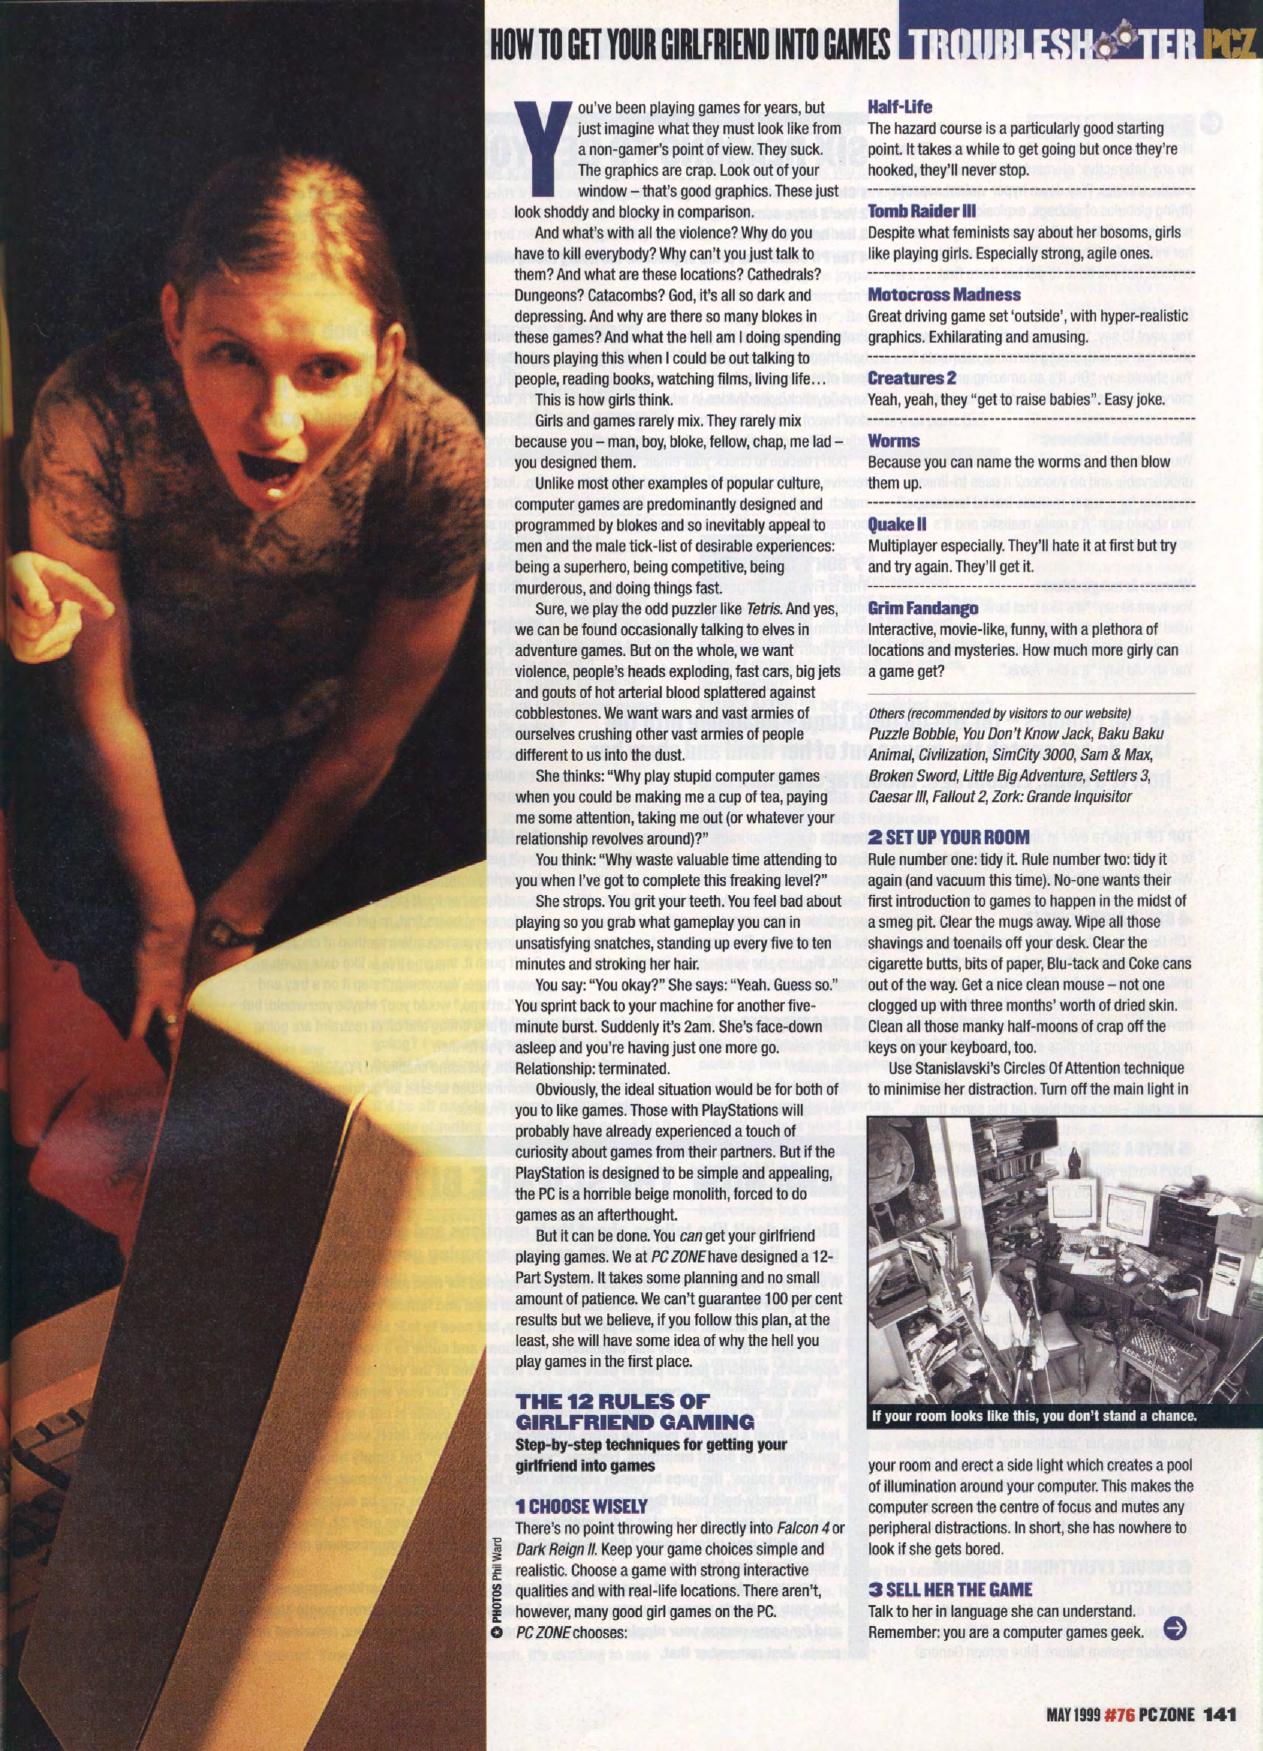 HOW TO GET YOUR GIRLFRIEND INTO GAMES TROUBLESHOOTER PCZ
You've been playing games for years, but
just imagine what they must look like from
a non-gamer's point of view. They suck.
The graphics are crap. Look out of your
window – that's good graphics. These just
look shoddy and blocky in comparison.
And what's with all the violence? Why do you
have to kill everybody? Why can't you just talk to
them? And what are these locations? Cathedrals?
Dungeons? Catacombs? God, it's all so dark and
depressing. And why are there so many blokes in
these games? And what the hell am I doing spending
hours playing this when I could be out talking to
people, reading books, watching films, living life...
This is how girls think.
Girls and games rarely mix. They rarely mix
because you – man, boy, bloke, fellow, chap, me lad –
you designed them.
Unlike most other examples of popular culture,
computer games are predominantly designed and
programmed by blokes and so inevitably appeal to
men and the male tick-list of desirable experiences:
being a superhero, being competitive, being
murderous, and doing things fast.
Sure, we play the odd puzzler like Tetris. And yes,
we can be found occasionally talking to elves in
adventure games. But on the whole, we want
violence, people's heads exploding, fast cars, big jets
and gouts of hot arterial blood splattered against
cobblestones. We want wars and vast armies of
ourselves crushing other vast armies of people
different to us into the dust.
She thinks: "Why play stupid computer games
when you could be making me a cup of tea, paying
me some attention, taking me out (or whatever your
relationship revolves around)?"
You think: "Why waste valuable time attending to
you when I've got to complete this freaking level?"
She strops. You grit your teeth. You feel bad about
playing so you grab what gameplay you can in
unsatisfying snatches, standing up every five to ten
minutes and stroking her hair.
You say: "You okay?" She says: "Yeah. Guess so."
You sprint back to your machine for another five-
minute burst. Suddenly it's 2am. She's face-down
asleep and you're having just one more go.
Relationship: terminated.
Obviously, the ideal situation would be for both of
you to like games. Those with PlayStations will
probably have already experienced a touch of
curiosity about games from their partners. But if the
PlayStation is designed to be simple and appealing,
the PC is a horrible beige monolith, forced to do
games as an afterthought.
But it can be done. You can get your girlfriend
playing games. We at PC ZONE have designed a 12-
Part System. It takes some planning and no small
amount of patience. We can't guarantee 100 per cent
results but we believe, if you follow this plan, at the
least, she will have some idea of why the hell you
play games in the first place.
THE 12 RULES OF
GIRLFRIEND GAMING
Step-by-step techniques for getting your
girlfriend into games
1 CHOOSE WISELY
There's no point throwing her directly into Falcon 4 or
Dark Reign II. Keep your game choices simple and
realistic. Choose a game with strong interactive
qualities and with real-life locations. There aren't,
however, many good girl games on the PC.
PC ZONE chooses:
PHOTOS Phil Ward
Half-Life
The hazard course is a particularly good starting
point. It takes a while to get going but once they're
hooked, they'll never stop.
Tomb Raider III
Despite what feminists say about her bosoms, girls
like playing girls. Especially strong, agile ones.
Motocross Madness
Great driving game set 'outside', with hyper-realistic
graphics. Exhilarating and amusing.
Creatures 2
Yeah, yeah, they "get to raise babies". Easy joke.
Worms
Because you can name the worms and then blow
them up.
Quake II
Multiplayer especially. They'll hate it at first but try
and try again. They'll get it.
Grim Fandango
Interactive, movie-like, funny, with a plethora of
locations and mysteries. How much more girly can
a game get?
Others (recommended by visitors to our website)
Puzzle Bobble, You Don't Know Jack, Baku Baku
Animal, Civilization, SimCity 3000, Sam & Max,
Broken Sword, Little Big Adventure, Settlers 3,
Caesar III, Fallout 2, Zork: Grande Inquisitor
2 SET UP YOUR ROOM
Rule number one: tidy it. Rule number two: tidy it
again (and vacuum this time). No-one wants their
first introduction to games to happen in the midst of
a smeg pit. Clear the mugs away. Wipe all those
shavings and toenails off your desk. Clear the
cigarette butts, bits of paper, Blu-tack and Coke cans
out of the way. Get a nice clean mouse – not one
clogged up with three months' worth of dried skin.
Clean all those manky half-moons of crap off the
keys on your keyboard, too.
Use Stanislavski's Circles Of Attention technique
to minimise her distraction. Turn off the main light in
If your room looks like this, you don't stand a chance.
your room and erect a side light which creates a pool
of illumination around your computer. This makes the
computer screen the centre of focus and mutes any
peripheral distractions. In short, she has nowhere to
look if she gets bored.
3 SELL HER THE GAME
Talk to her in language she can understand.
Remember: you are a computer games geek.
MAY 1999 #76 PC ZONE 141